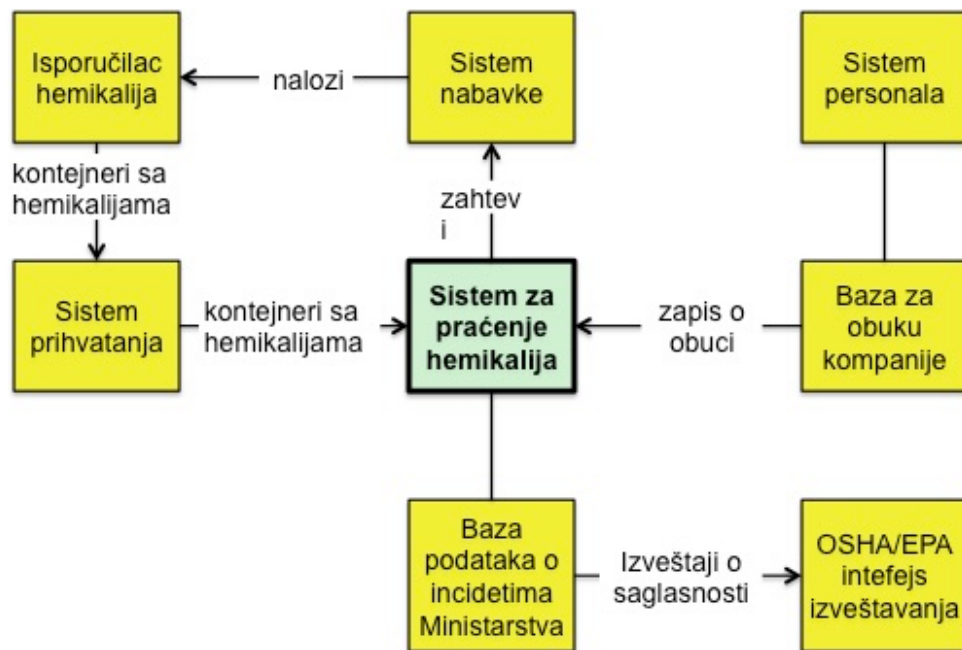 Isporučilac
hemikalija
nalozi
Sistem
nabavke
Sistem
personala
kontejneri sa
hemikalijama
zahtev
i
Sistem
prihvatanja
kontejneri sa
hemikalijama
Sistem za
praćenje
hemikalija
zapis o
obuci
Baza za
obuku
kompanije
Baza
podataka o
incidetima
Ministarstva
Izveštaji o
saglasnosti
OSHA/EPA
intefejs
izveštavanja